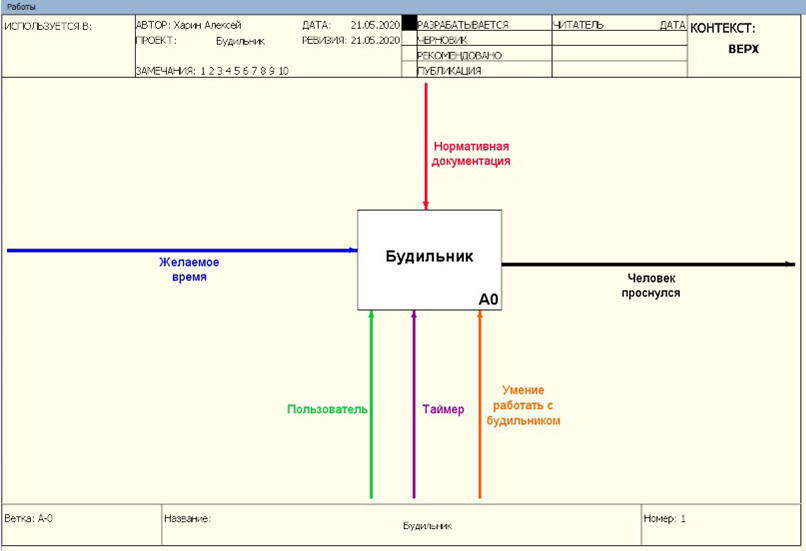 Работы
ИСПОЛЬЗУЕТСЯ В:
АВТОР: Харин Алексей
ДАТА: 21.05.2020
ПРОЕКТ: Будильник
РЕВИЗИЯ: 21.05.2020
ЗАМЕЧАНИЯ: 1 2 3 4 5 6 7 8 9 10
РАЗРАБАТЫВАЕТСЯ
ЧЕРНОВИК
РЕКОМЕНДОВАНО
ПУБЛИКАЦИЯ
ЧИТАТЕЛЬ
ДАТА
КОНТЕКСТ:
ВЕРХ
Нормативная
документация
Желаемое
время
Будильник
A0
Человек
проснулся
Пользователь
Таймер
Умение
работать с
будильником
Ветка: A-0
Название:
Будильник
Номер: 1